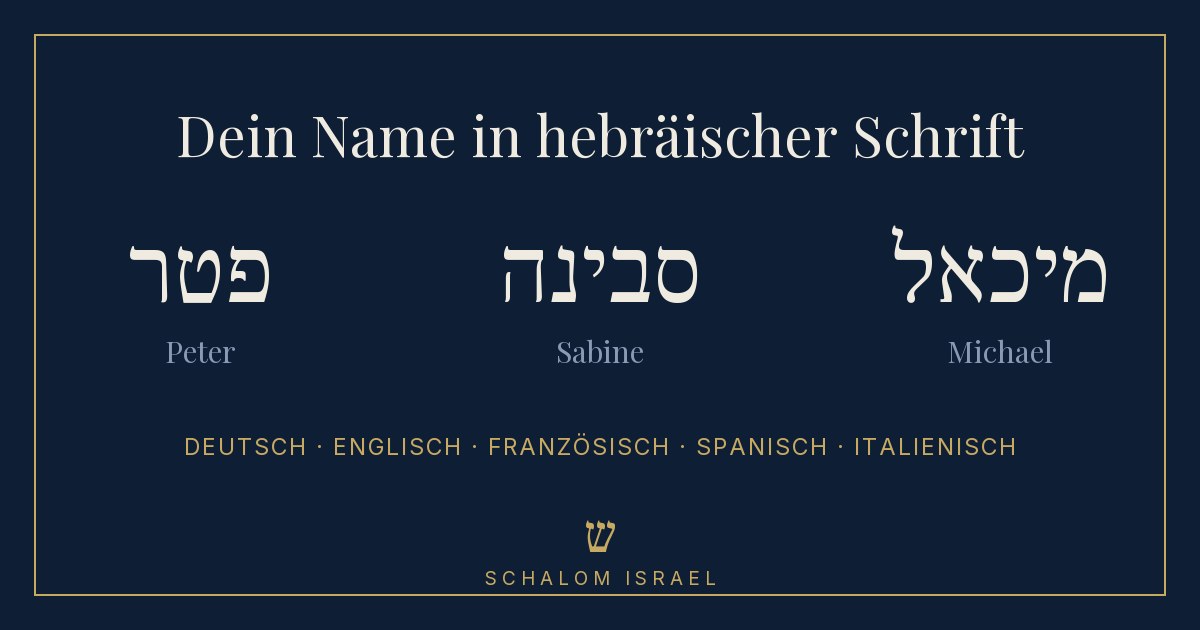 Dein Name in hebräischer Schrift
פטר סבינה מיכאל
Peter Sabine Michael
DEUTSCH · ENGLISCH · FRANZÖSISCH · SPANISCH · ITALIENISCH
ש
SCHALOM ISRAEL